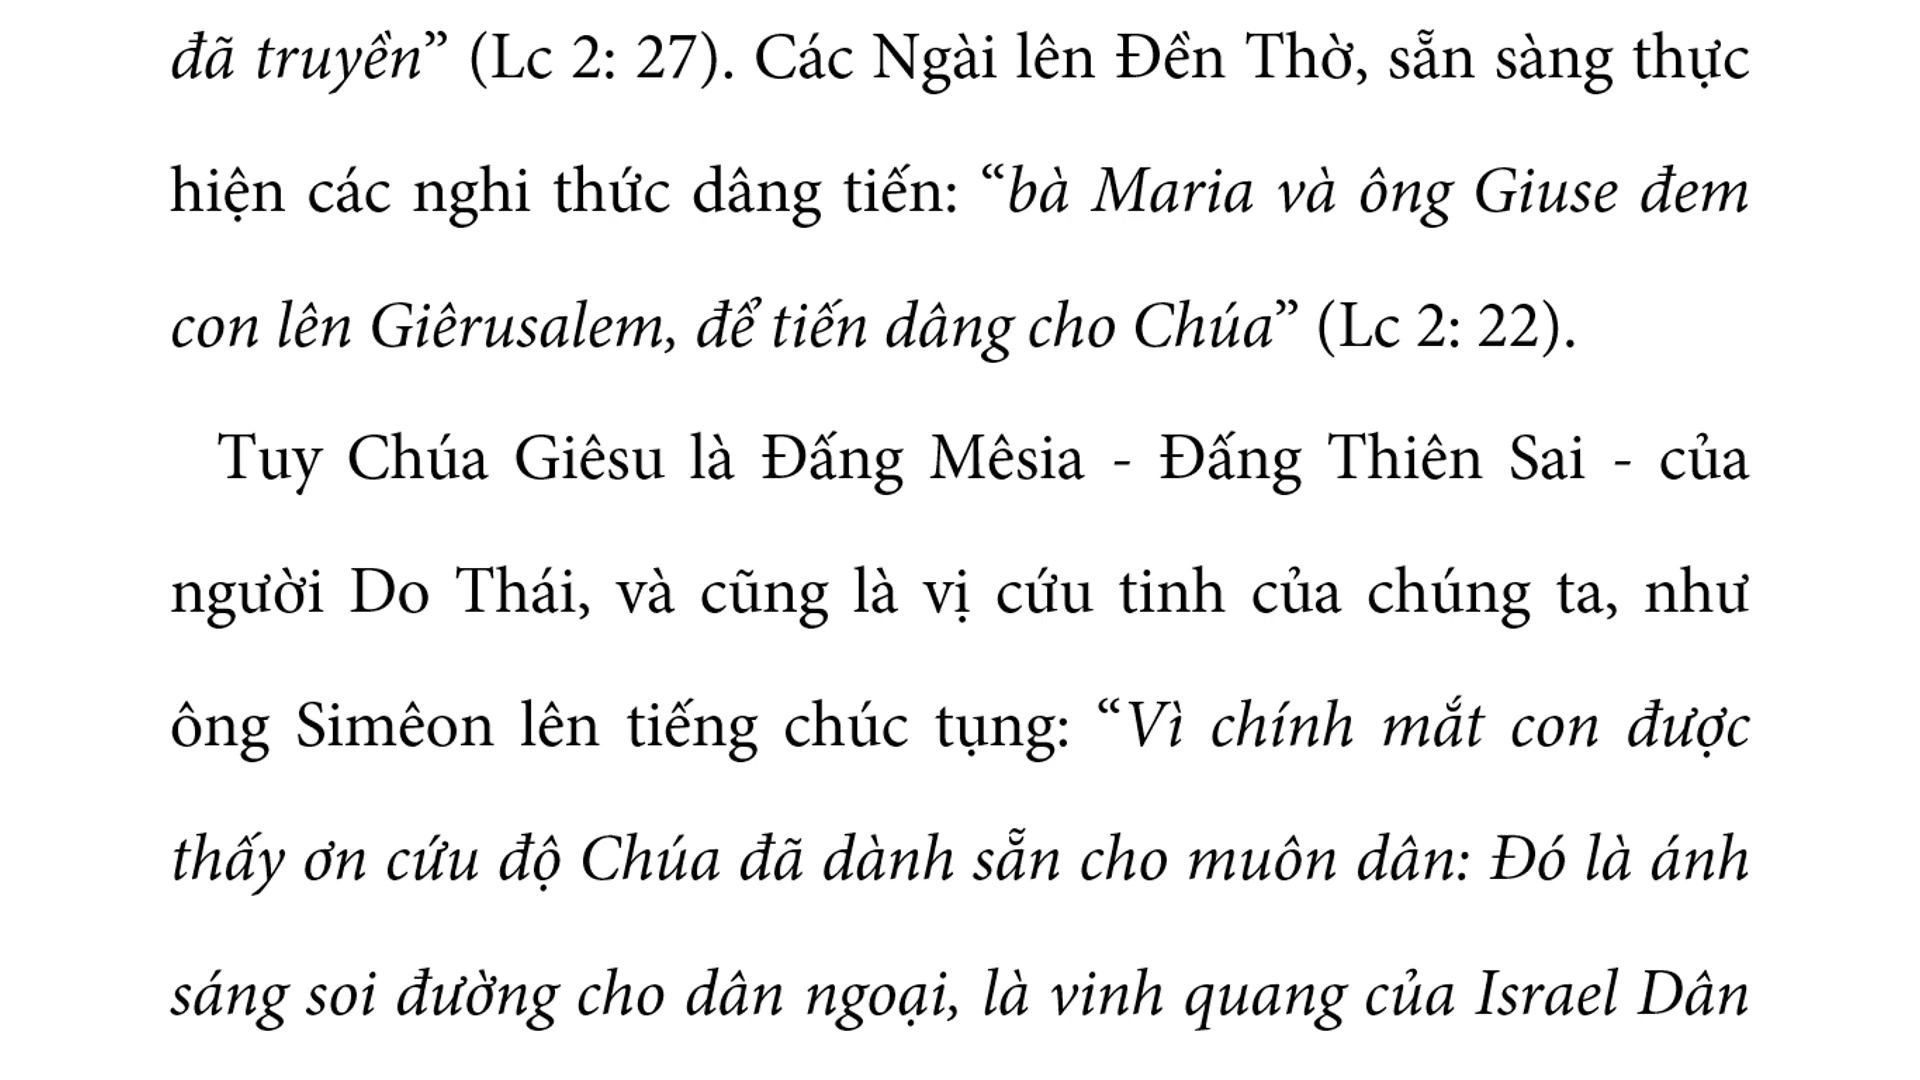 đã truyền” (Lc 2: 27). Các Ngài lên Đền Thờ, sẵn sàng thực
hiện các nghi thức dâng tiến: “bà Maria và ông Giuse đem
con lên Giêrusalem, để tiến dâng cho Chúa” (Lc 2: 22).
Tuy Chúa Giêsu là Đấng Mêsia - Đấng Thiên Sai - của
người Do Thái, và cũng là vị cứu tinh của chúng ta, như
ông Simêon lên tiếng chúc tụng: “Vì chính mắt con được
thấy ơn cứu độ Chúa đã dành sẵn cho muôn dân: Đó là ánh
sáng soi đường cho dân ngoại, là vinh quang của Israel Dân